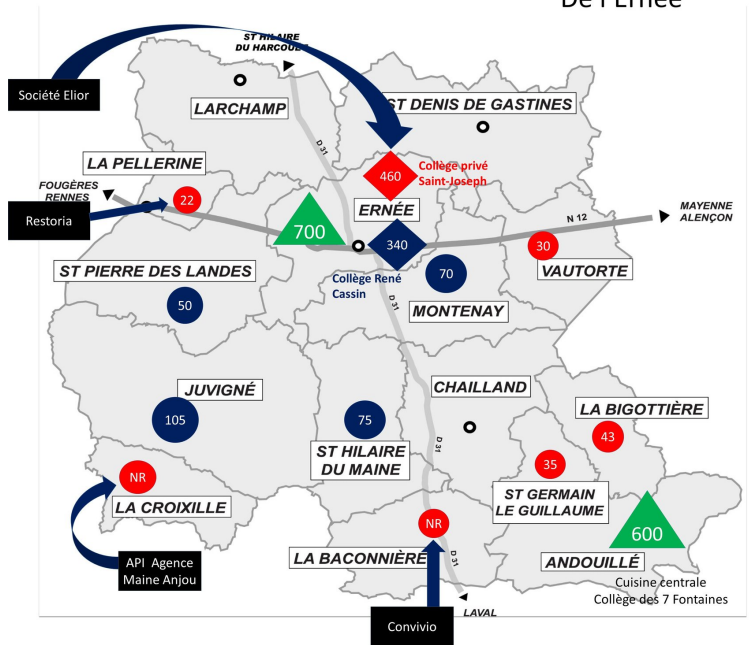 De l'Ernée
ST HILAIRE
DU HARCOU
Société Elior
LARCHAMP
ST DENIS DE GASTINES
D 31
LA PELLERINE
460
Collège privé
Saint-Joseph
FOUGÈRES
RENNES
22
ERNÉE
MAYENNE
ALENÇON
Restoria
700
N 12
340
30
ST PIERRE DES LANDES
Collège René
Cassin
70
VAUTORTE
50
D 31
MONTENAY
JUVIGNÉ
CHAILLAND
105
75
LA BIGOTTIÈRE
43
D 31
ST HILAIRE
DU MAINE
35
NR
ST GERMAIN
LE GUILLAUME
LA CROIXILLE
NR
600
LA BACONNIÈRE
D 31
ANDOUILLÉ
API Agence
Maine Anjou
Cuisine centrale
Collège des 7 Fontaines
LAVAL
Convivio